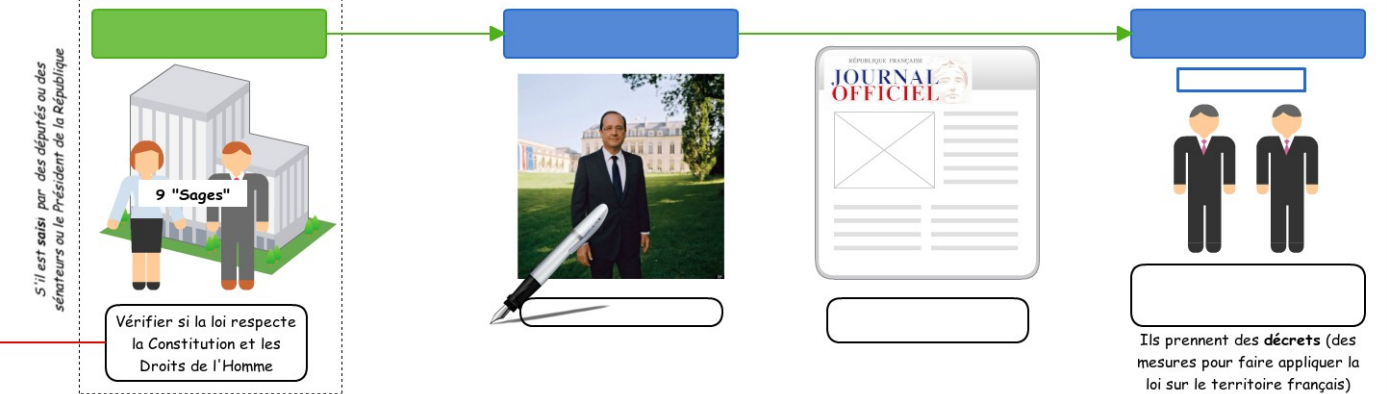 S'il est saisi par des députés ou des
sénateurs ou le Président de la République
9 "Sages"
Vérifier si la loi respecte
la Constitution et les
Droits de l'Homme
RÉPUBLIQUE FRANÇAISE
JOURNAL
OFFICIEL
Ils prennent des décrets (des
mesures pour faire appliquer la
loi sur le territoire français)